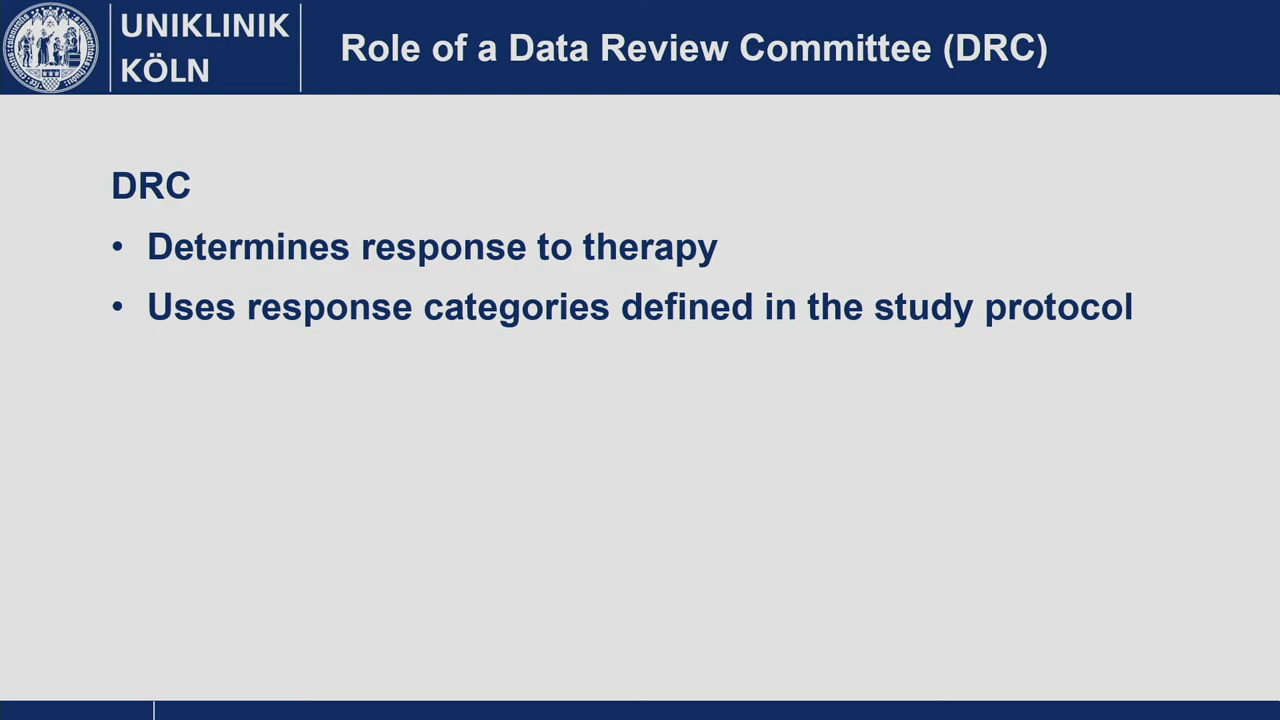 UNIKLINIK
KÖLN
Role of a Data Review Committee (DRC)
DRC
• Determines response to therapy
• Uses response categories defined in the study protocol